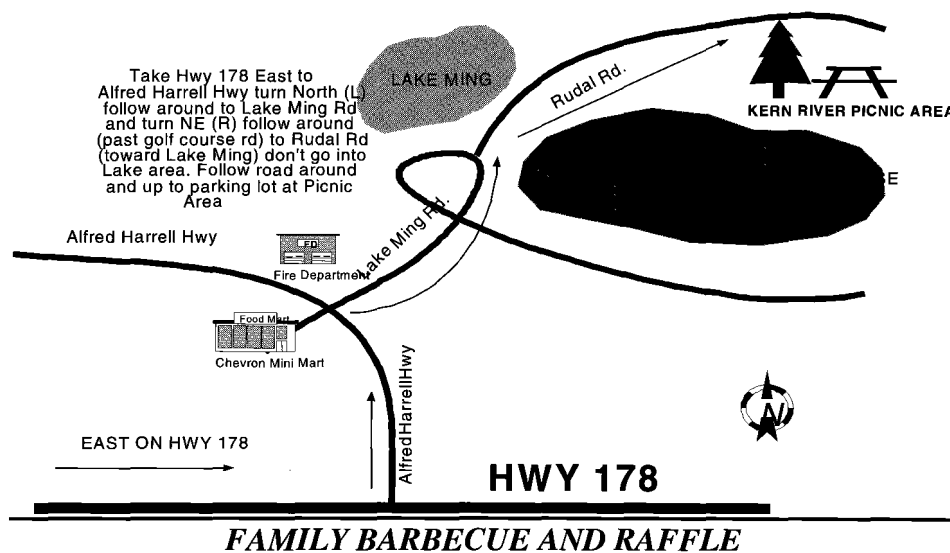 LAKE MING
Rudal Rd.
KERN RIVER PICNIC AREA
Take Hwy 178 East to
Alfred Harrell Hwy turn North (L)
follow around to Lake Ming Rd
and turn NE (R) follow around
(past golf course rd) to Rudal Rd
(toward Lake Ming) don't go into
Lake area. Follow road around
and up to parking lot at Picnic
Area
Lake Ming Rd.
Alfred Harrell Hwy
FD
Fire Department
Food Mart
Chevron Mini Mart
AlfredHarrellHwy
N
EAST ON HWY 178
HWY 178
FAMILY BARBECUE AND RAFFLE